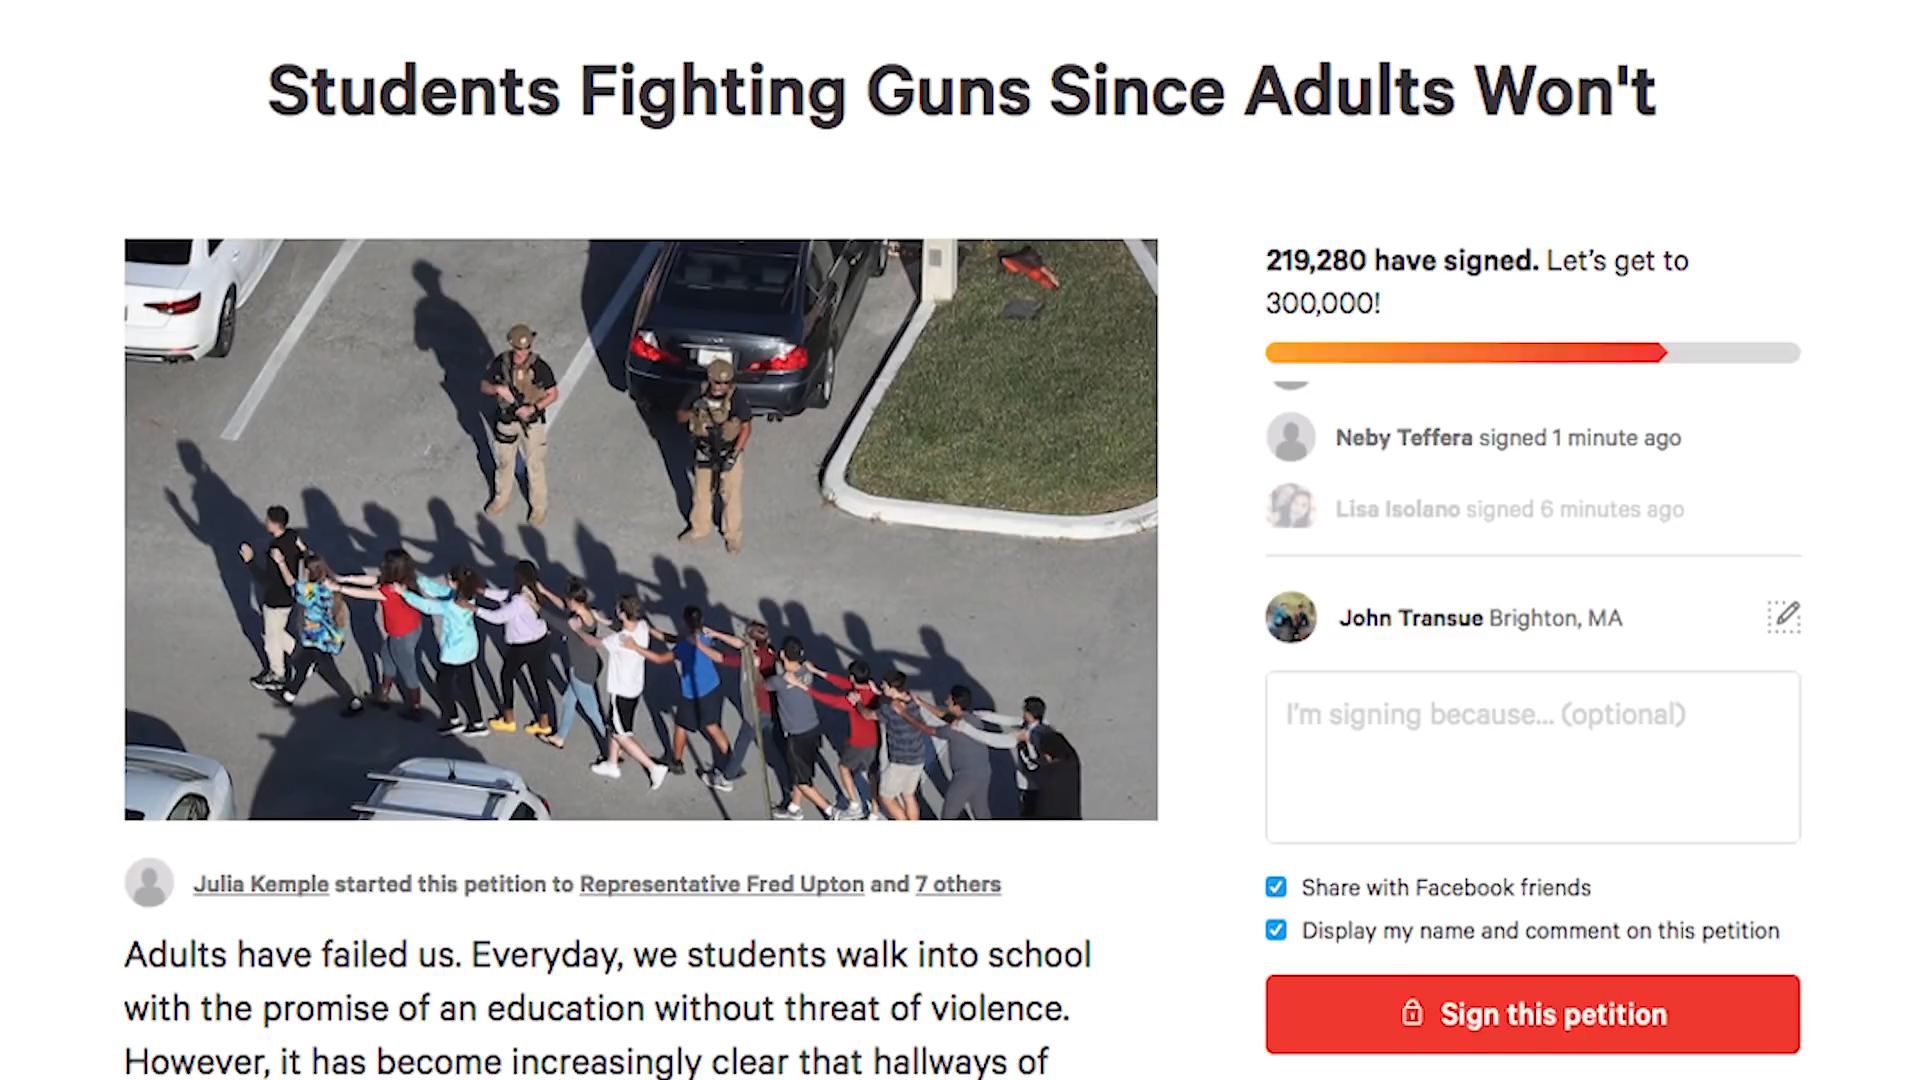 Students Fighting Guns Since Adults Won't
219,280 have signed. Let's get to
300,000!
Neby Teffera signed 1 minute ago
Lisa Isolano signed 6 minutes ago
John Transue Brighton, MA
I'm signing because... (optional)
Share with Facebook friends
Display my name and comment on this petition
Sign this petition
Julia Kemple started this petition to Representative Fred Upton and 7 others
Adults have failed us. Everyday, we students walk into school
with the promise of an education without threat of violence.
However, it has become increasingly clear that hallways of